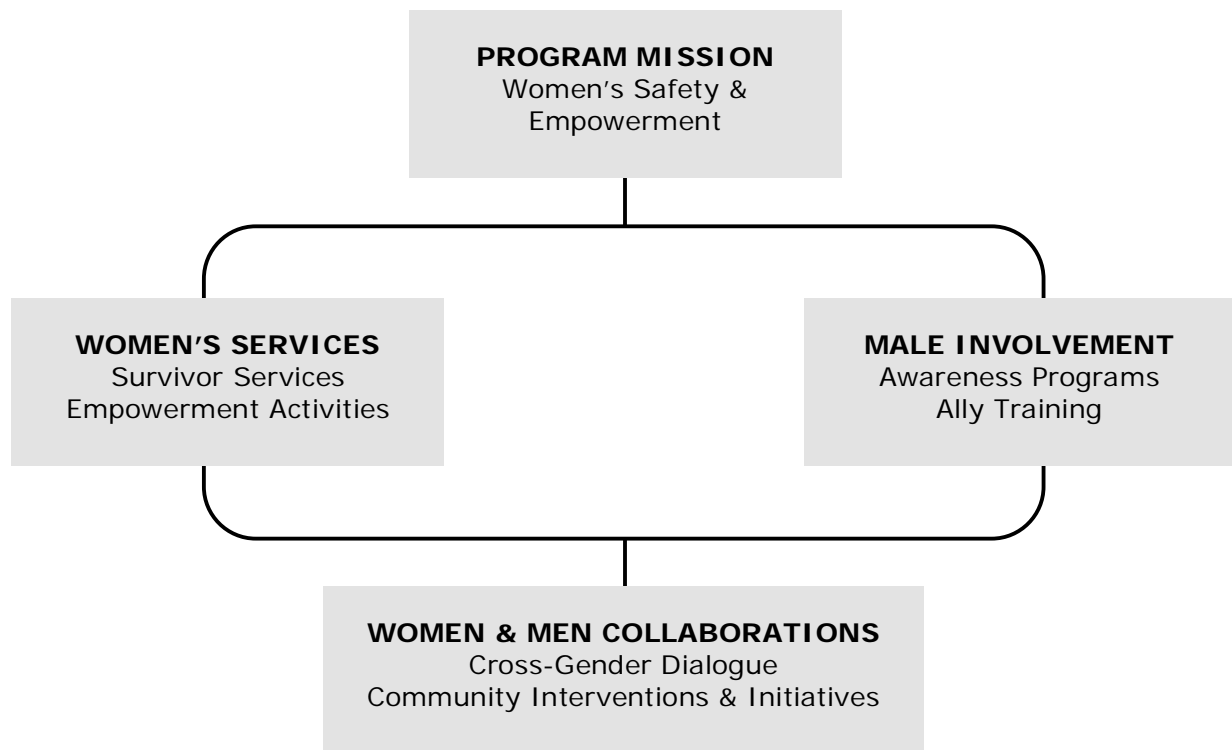 PROGRAM MISSION
Women's Safety &
Empowerment
WOMEN'S SERVICES
Survivor Services
Empowerment Activities
MALE INVOLVEMENT
Awareness Programs
Ally Training
WOMEN & MEN COLLABORATIONS
Cross-Gender Dialogue
Community Interventions & Initiatives